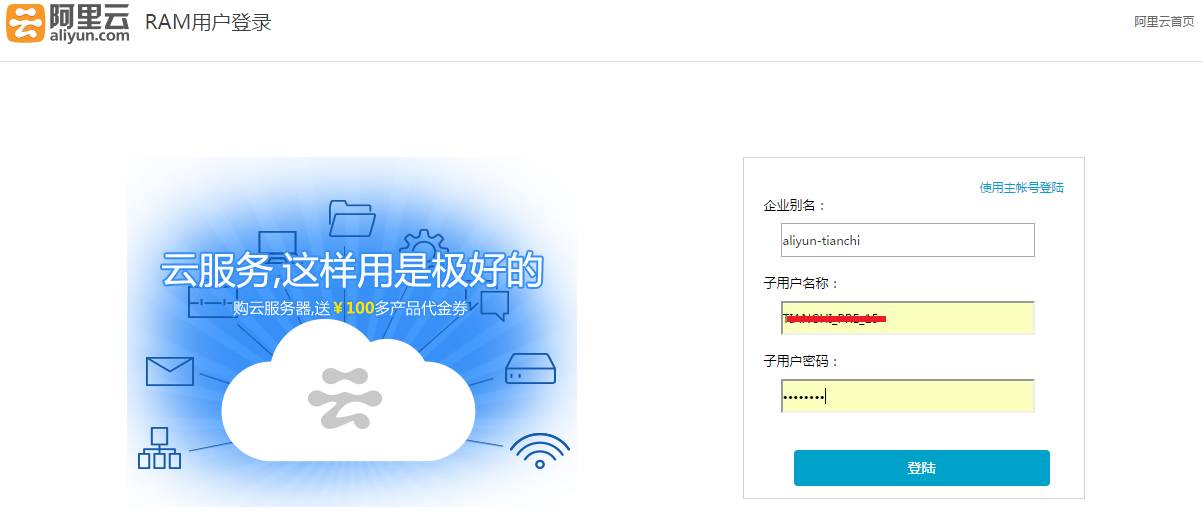 阿里云
aliyun.com
RAM用户登录
阿里云首页
云服务,这样用是极好的
购云服务器,送￥100多产品代金券
使用主帐号登陆
企业别名：
aliyun-tianchi
子用户名称：
子用户密码：
••••••••
登陆